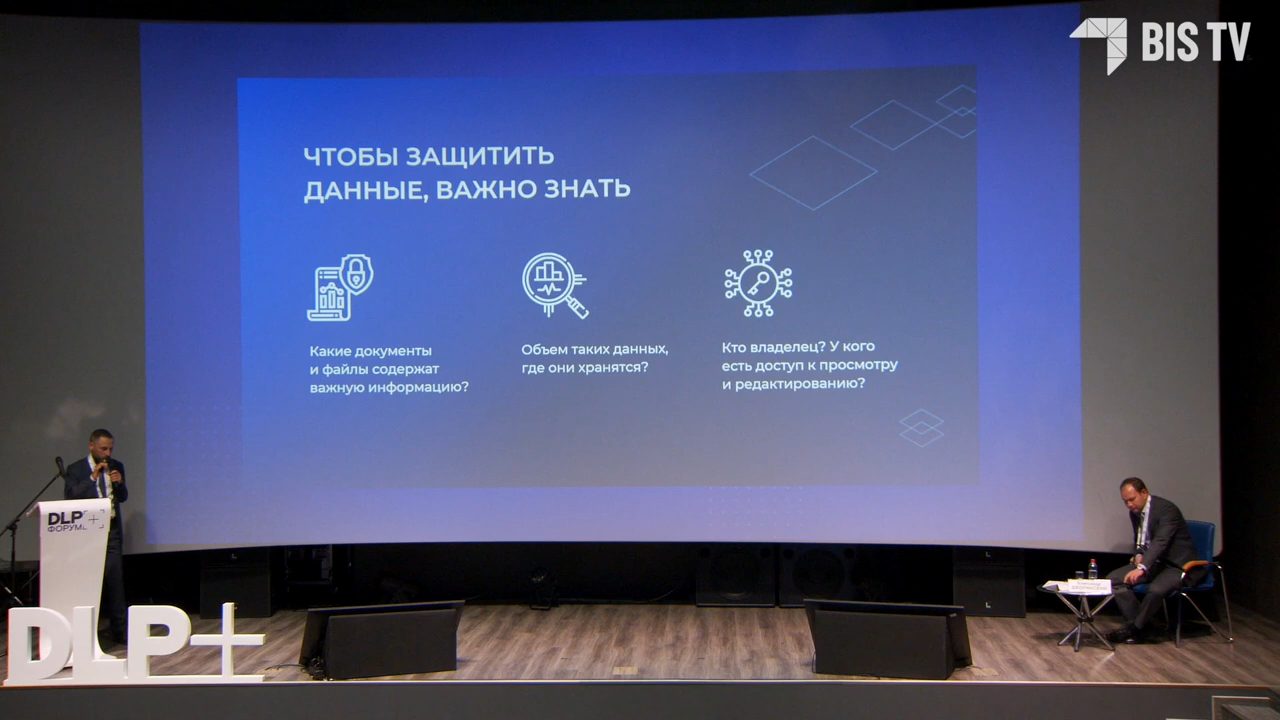 BIS TV
ЧТОБЫ ЗАЩИТИТЬ
ДАННЫЕ, ВАЖНО ЗНАТЬ
Какие документы
и файлы содержат
важную информацию?
Объем таких данных,
где они хранятся?
Кто владелец? У кого
есть доступ к просмотру
и редактированию?
DLP+
ФОРУМ
DLP+